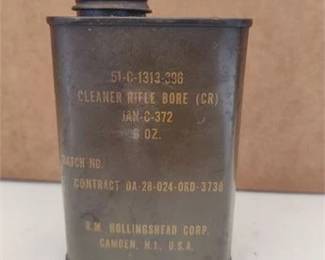 51-C-1313-396
CLEANER RIFLE BORE (CR)
JAN-C-372
8 OZ.
BATCH NO.
CONTRACT DA-28-024-ORD-3738
R.M. HOLLINGSHEAD CORP.
CAMDEN, N.J. U.S.A.